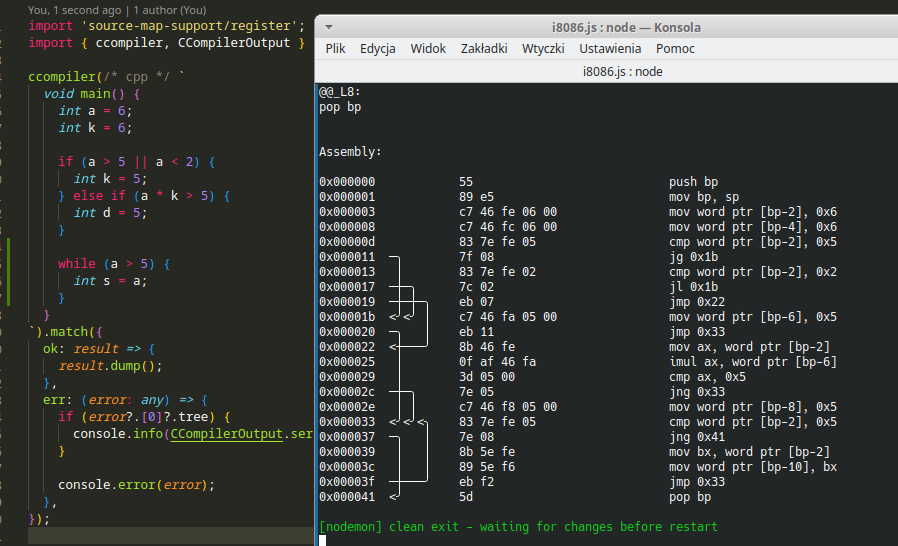 You, 1 second ago | 1 author (You)
import 'source-map-support/register';
import { ccompiler, CCompilerOutput }
ccompiler(/* cpp */ `
void main() {
int a = 6;
int k = 6;
if (a > 5 || a < 2) {
int k = 5;
} else if (a * k > 5) {
int d = 5;
}
while (a > 5) {
int s = a;
}
}
`).match({
ok: result => {
result.dump();
},
err: (error: any) => {
if (error?.[0]?.tree) {
console.info(CCompilerOutput.ser
}
console.error(error);
},
});
i8086.js : node — Konsola
Plik Edycja Widok Zakładki Wtyczki Ustawienia Pomoc
i8086.js : node
@@_L8:
pop bp
Assembly:
0x000000 55 push bp
0x000001 89 e5 mov bp, sp
0x000003 c7 46 fe 06 00 mov word ptr [bp-2], 0x6
0x000008 c7 46 fc 06 00 mov word ptr [bp-4], 0x6
0x00000d 83 7e fe 05 cmp word ptr [bp-2], 0x5
0x000011 7f 08 jg 0x1b
0x000013 83 7e fe 02 cmp word ptr [bp-2], 0x2
0x000017 7c 02 jl 0x1b
0x000019 eb 07 jmp 0x22
0x00001b c7 46 fa 05 00 mov word ptr [bp-6], 0x5
0x000020 eb 11 jmp 0x33
0x000022 8b 46 fe mov ax, word ptr [bp-2]
0x000025 0f af 46 fa imul ax, word ptr [bp-6]
0x000029 3d 05 00 cmp ax, 0x5
0x00002c 7e 05 jng 0x33
0x00002e c7 46 f8 05 00 mov word ptr [bp-8], 0x5
0x000033 83 7e fe 05 cmp word ptr [bp-2], 0x5
0x000037 7e 08 jng 0x41
0x000039 8b 5e fe mov bx, word ptr [bp-2]
0x00003c 89 5e f6 mov word ptr [bp-10], bx
0x00003f eb f2 jmp 0x33
0x000041 5d pop bp
[nodemon] clean exit - waiting for changes before restart